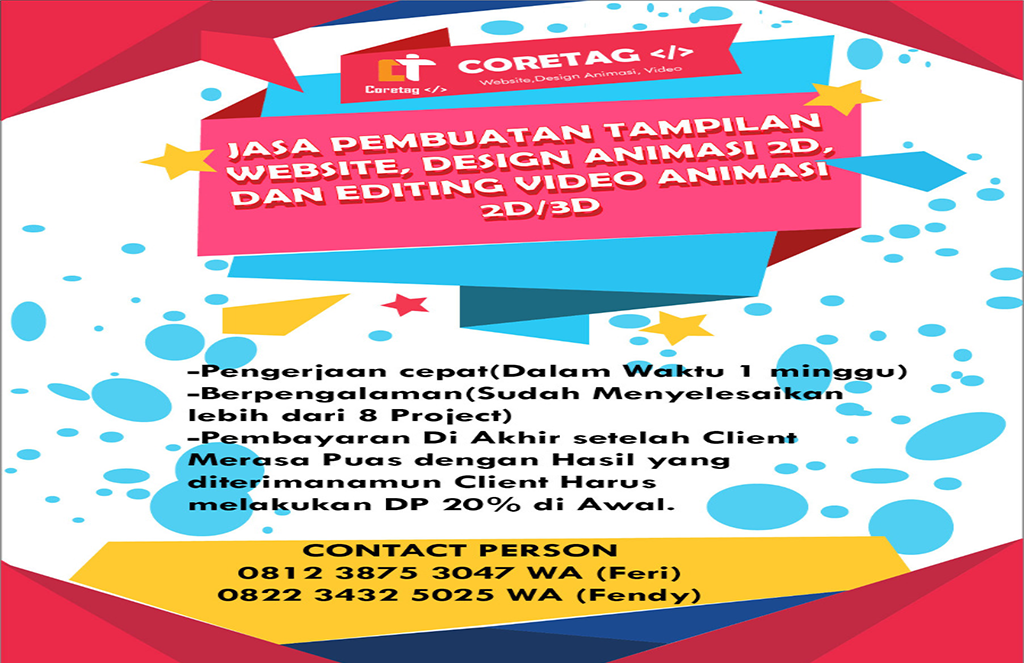 CT
Coretag </>
CORETAG </>
Website,Design Animasi, Video
JASA PEMBUATAN TAMPILAN
WEBSITE, DESIGN ANIMASI 2D,
DAN EDITING VIDEO ANIMASI
2D/3D
-Pengerjaan cepat(Dalam Waktu 1 minggu)
-Berpengalaman(Sudah Menyelesaikan
lebih dari 8 Project)
-Pembayaran Di Akhir setelah Client
Merasa Puas dengan Hasil yang
diterimanamun Client Harus
melakukan DP 20% di Awal.
CONTACT PERSON
0812 3875 3047 WA (Feri)
0822 3432 5025 WA (Fendy)